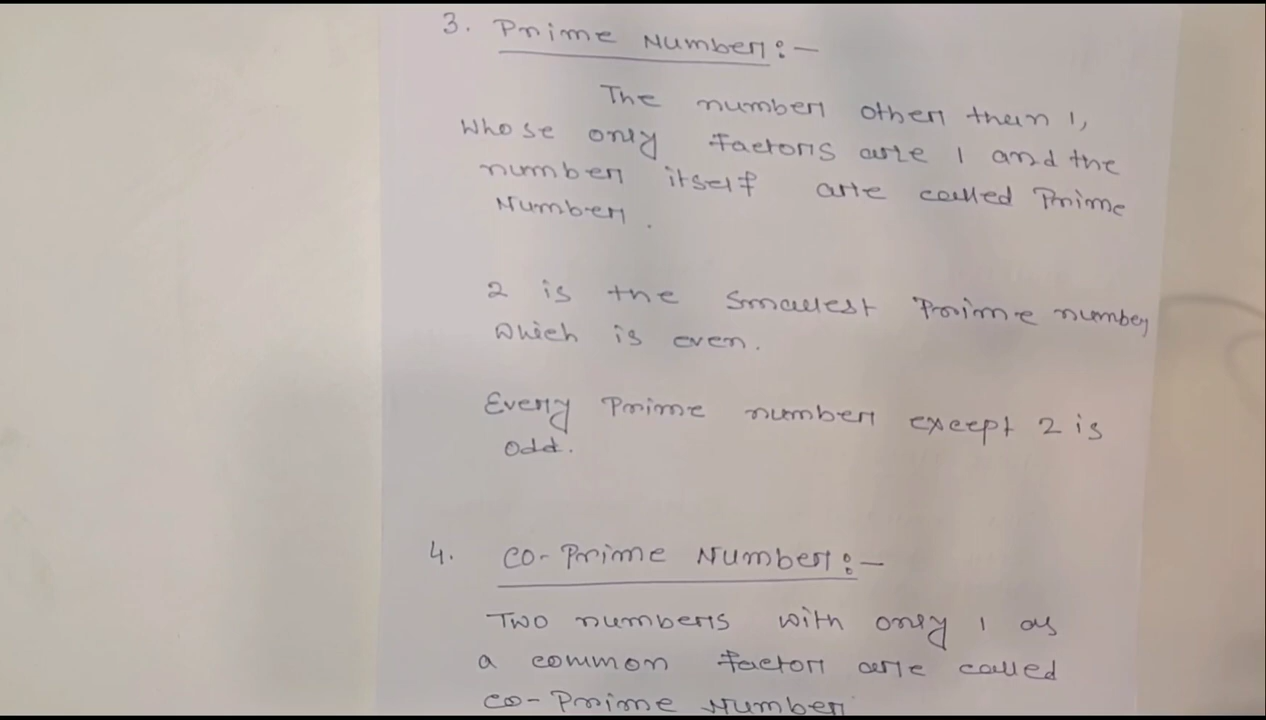 3. Prime Number:-
The number other than 1,
whose only factors are 1 and the
number itself are called Prime
Number.
2 is the smallest Prime number
which is even.
Every Prime number except 2 is
odd.
4. Co-Prime Number:-
Two numbers with only 1 as
a common factor are called
co-Prime Number